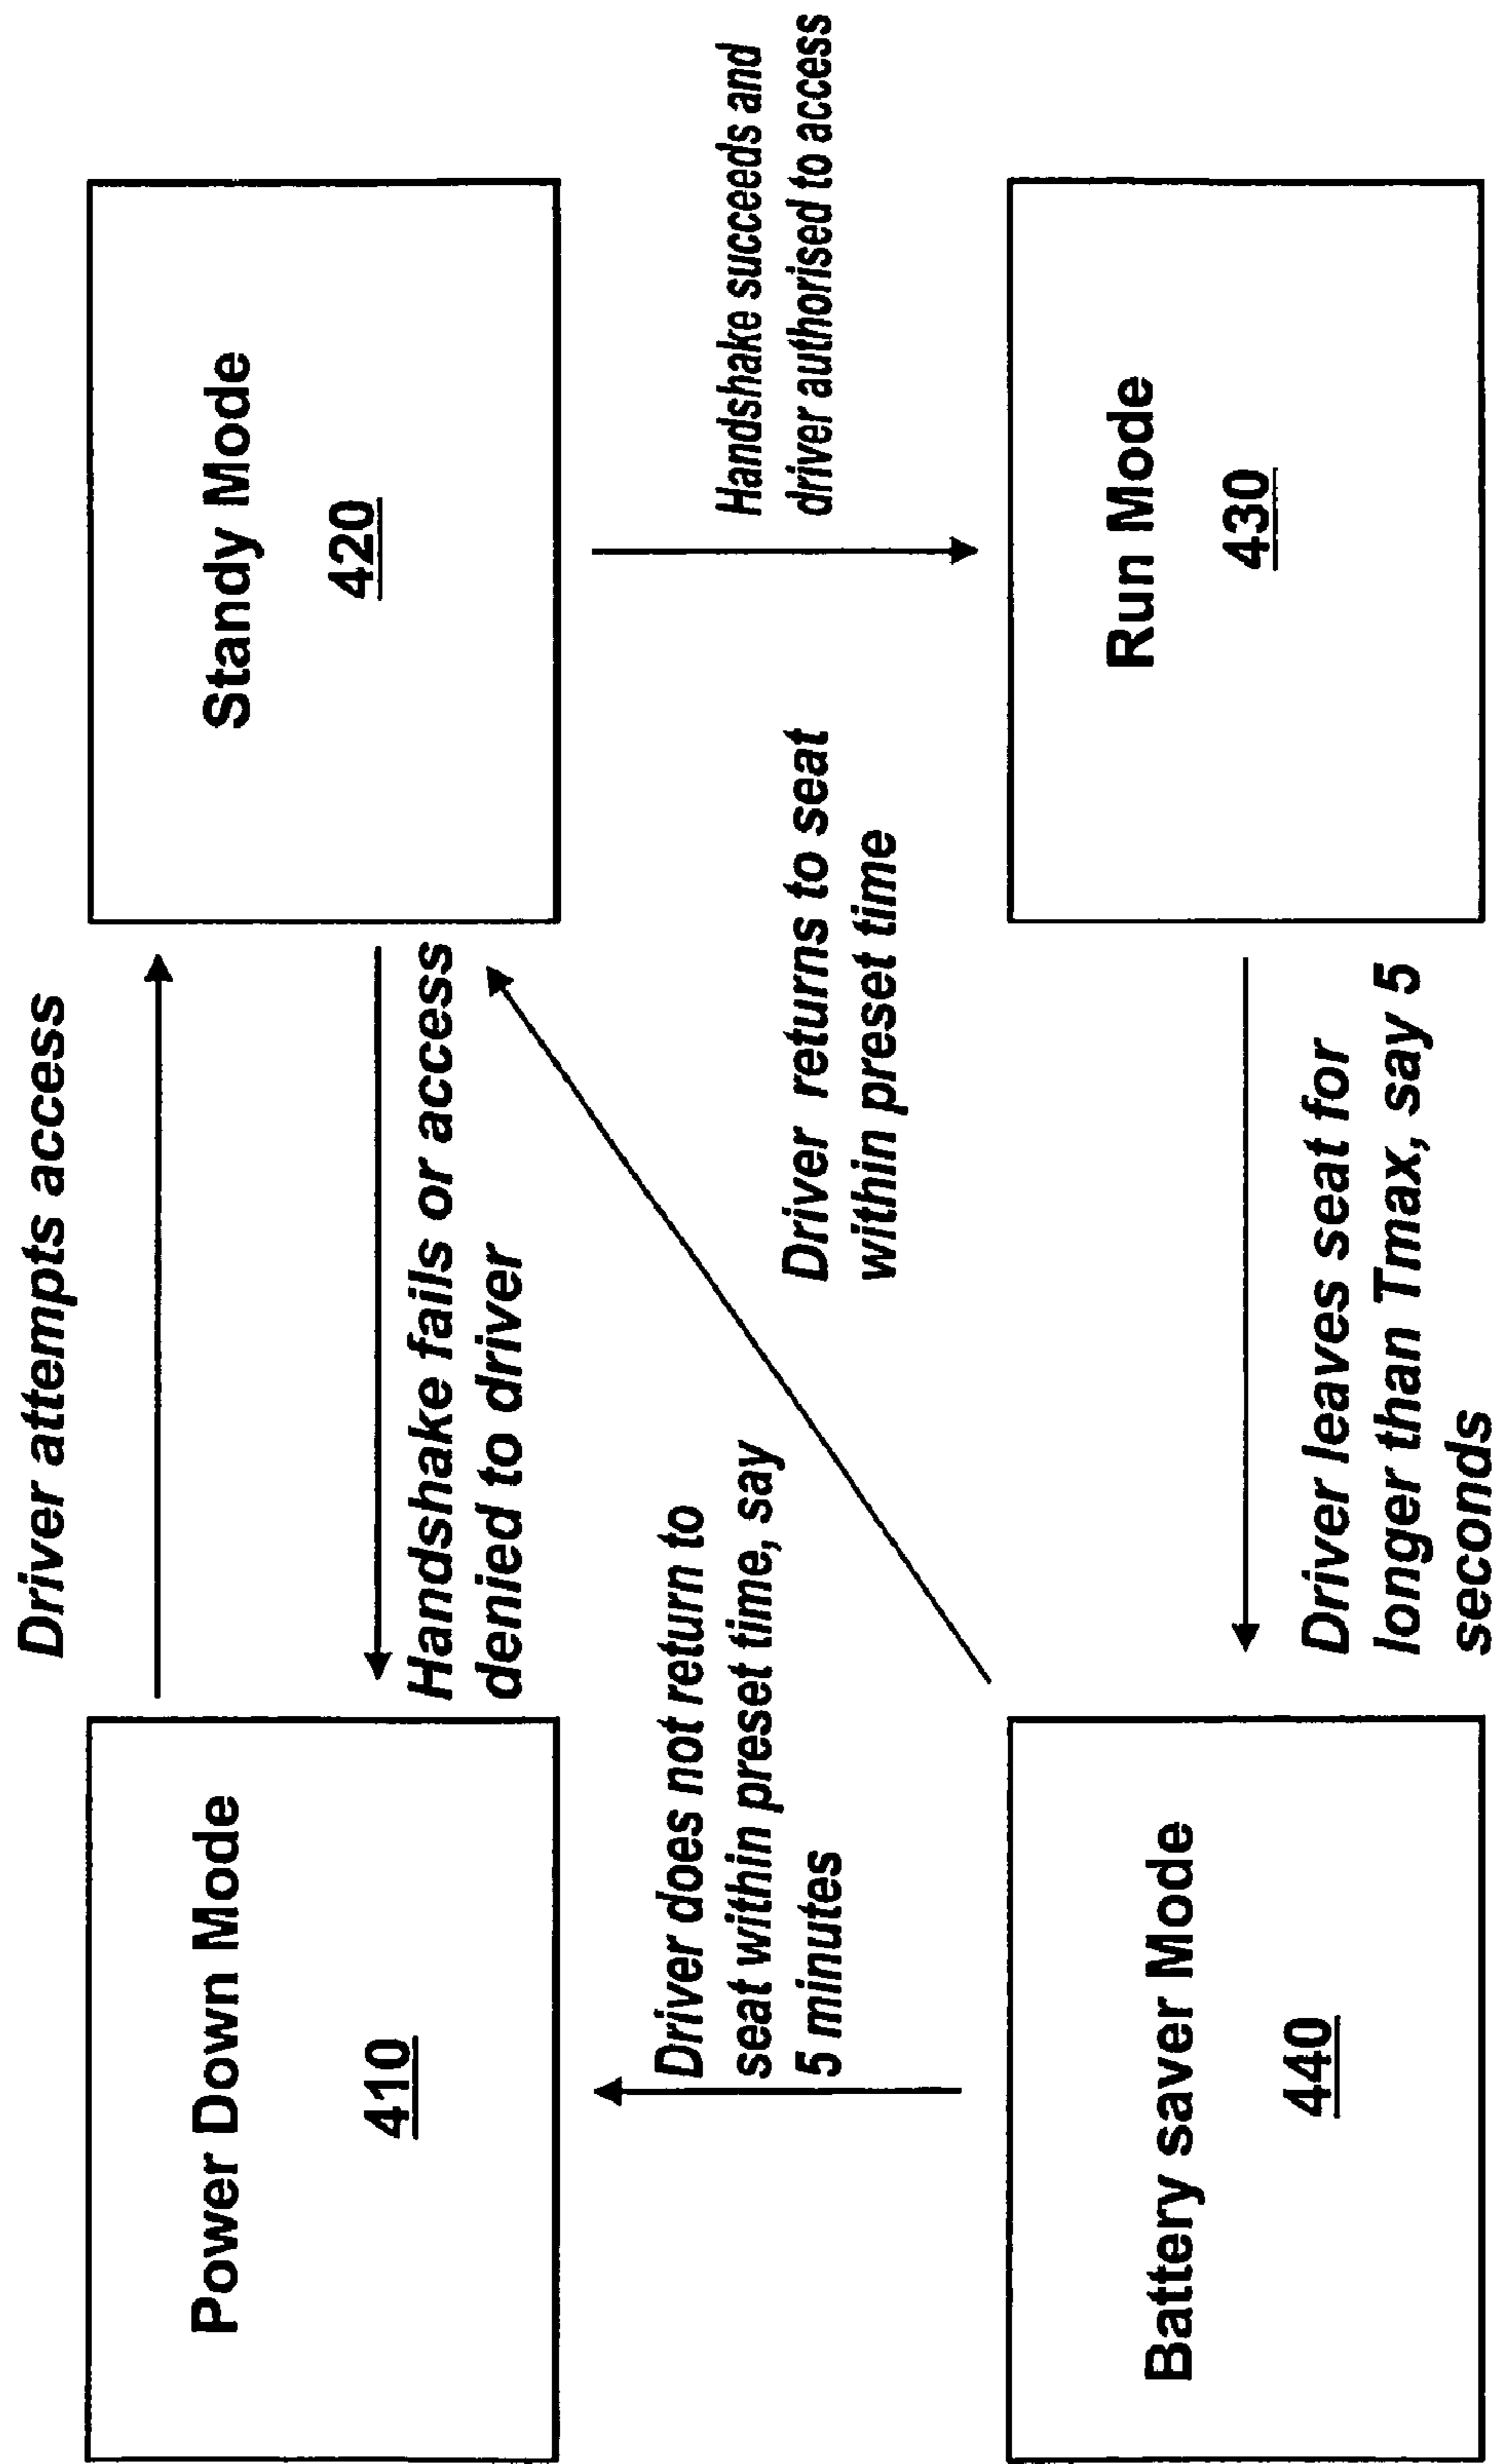 Driver attempts access
Power Down Mode
410
Standy Mode
420
Handshake fails or access
denied to driver
Driver does not return to
seat within preset time, say
5 minutes
Handshake succeeds and
driver authorised to access
Driver returns to seat
within preset time
Battery saver Mode
440
Run Mode
430
Driver leaves seat for
longer than Tmax, say 5
seconds